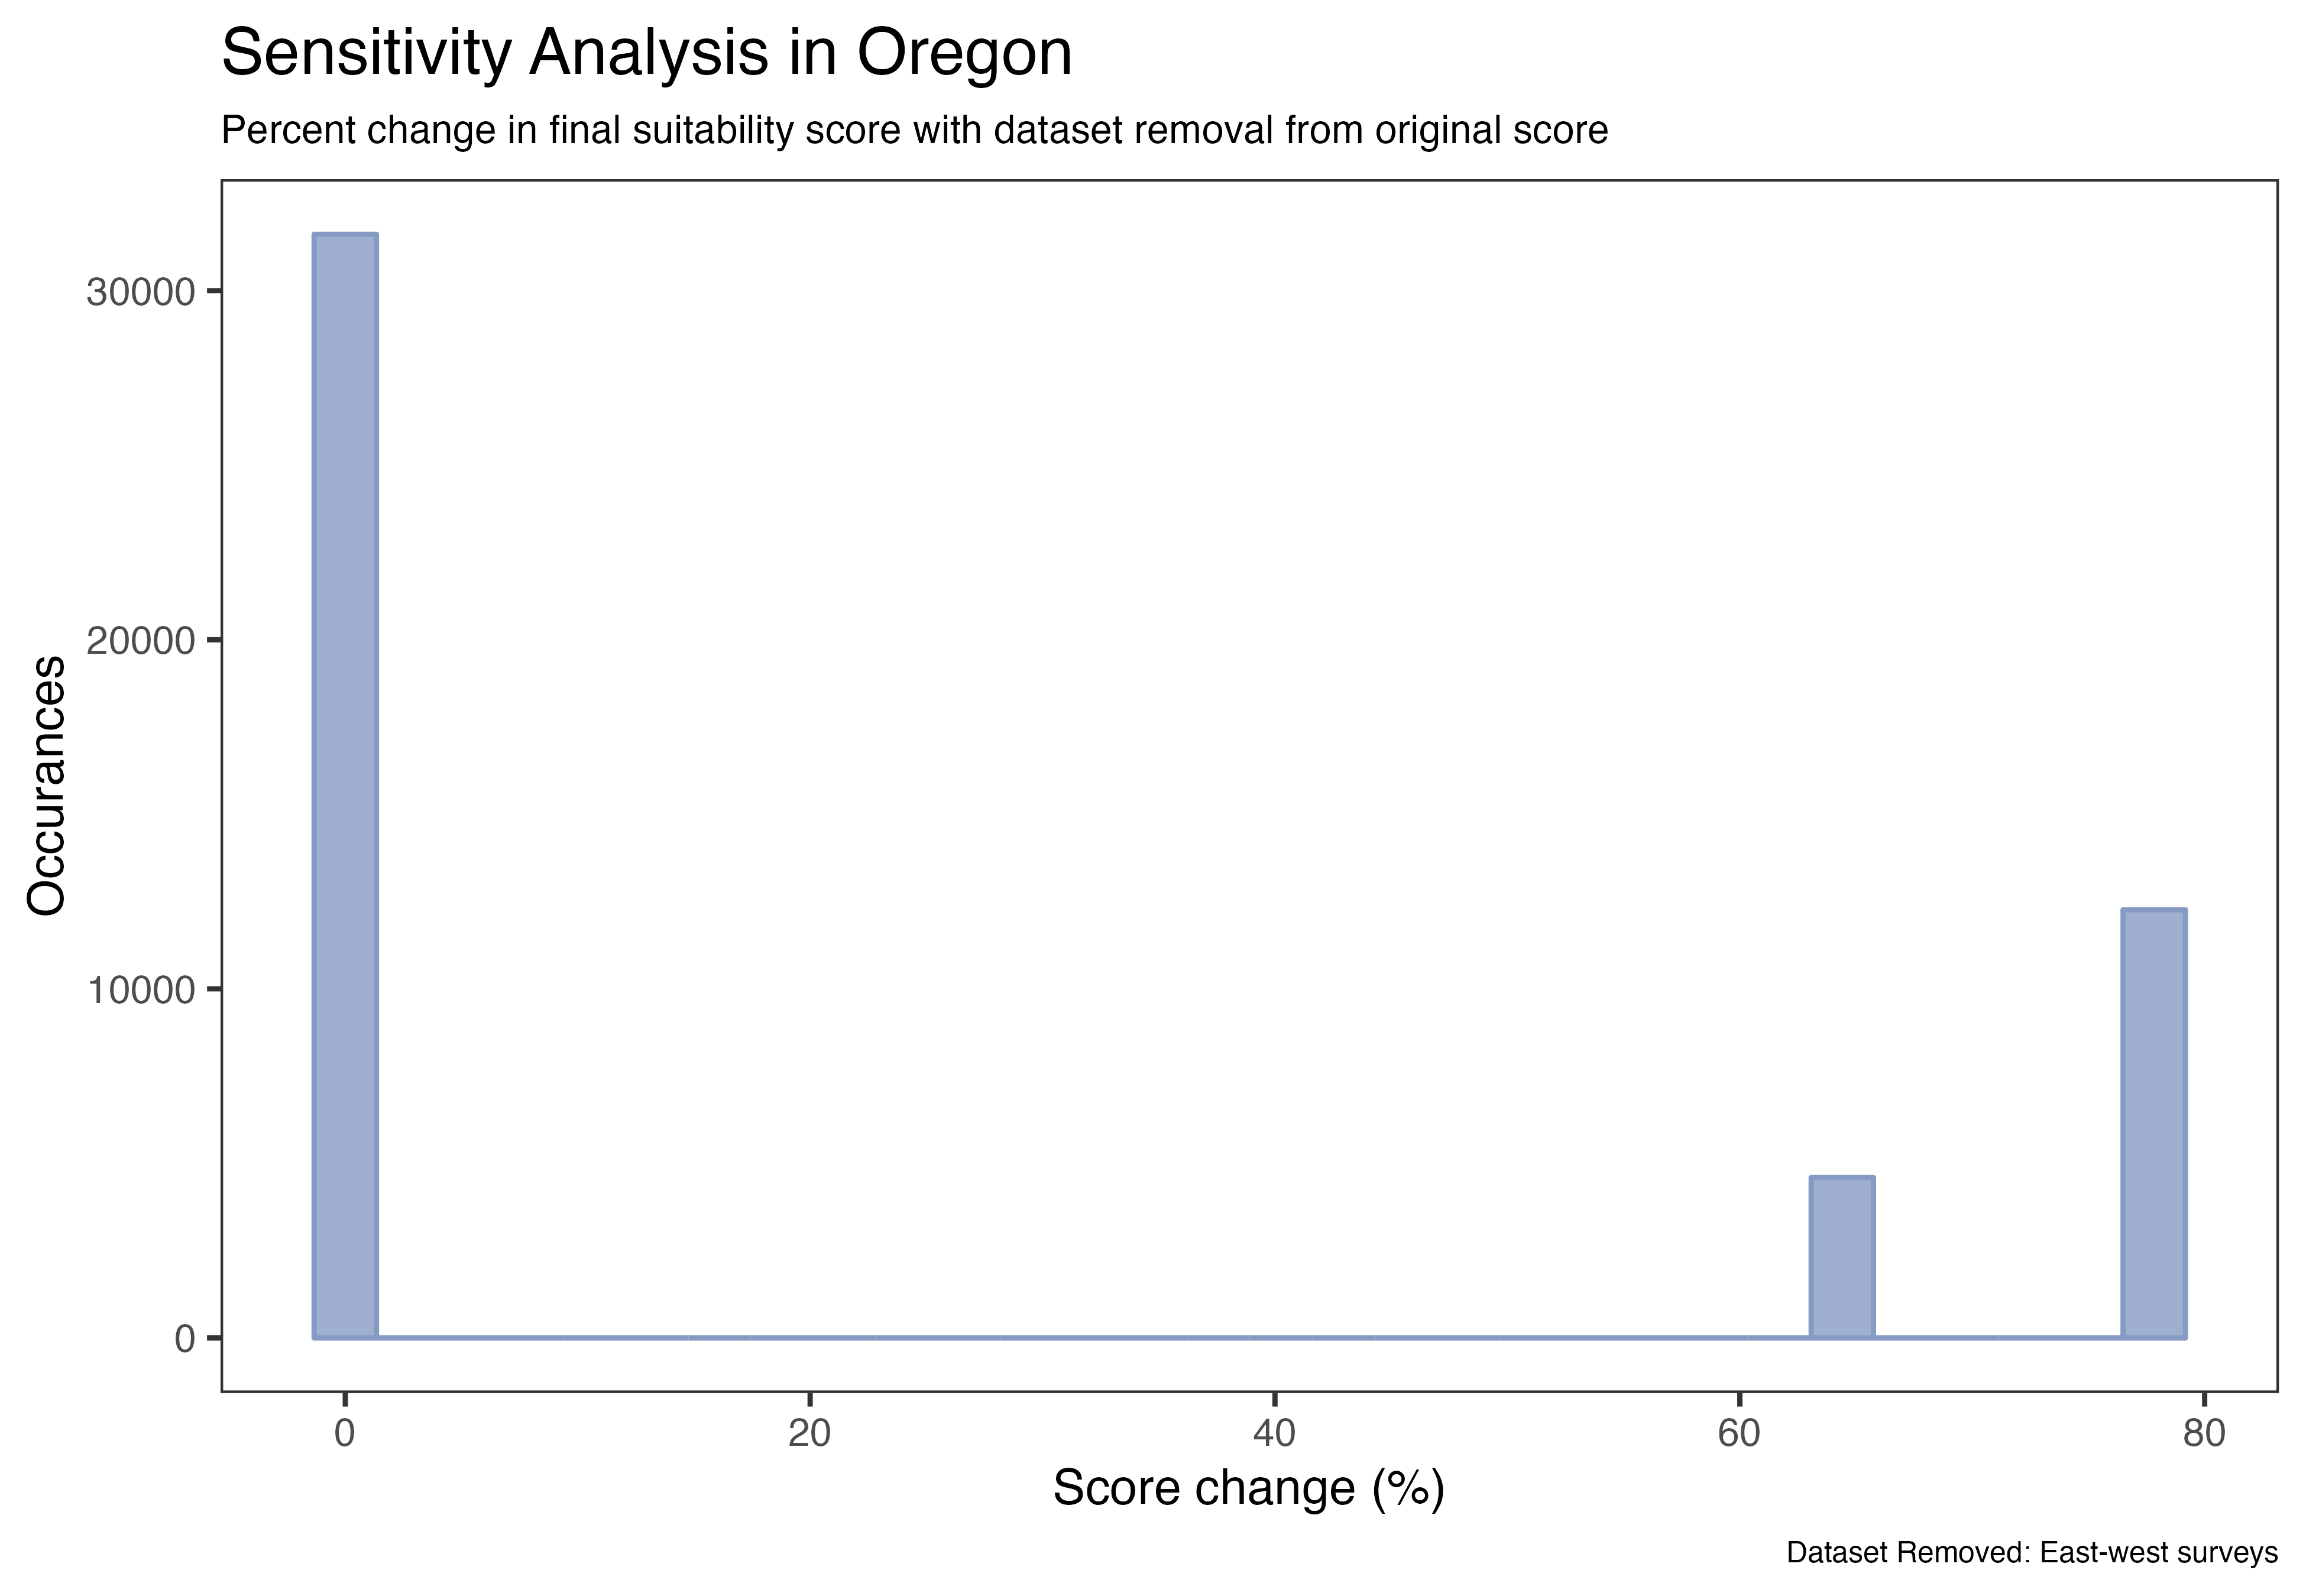 Sensitivity Analysis in Oregon
Percent change in final suitability score with dataset removal from original score
30000
20000
10000
0
Occurances
0 20 40 60 80
Score change (%)
Dataset Removed: East-west surveys